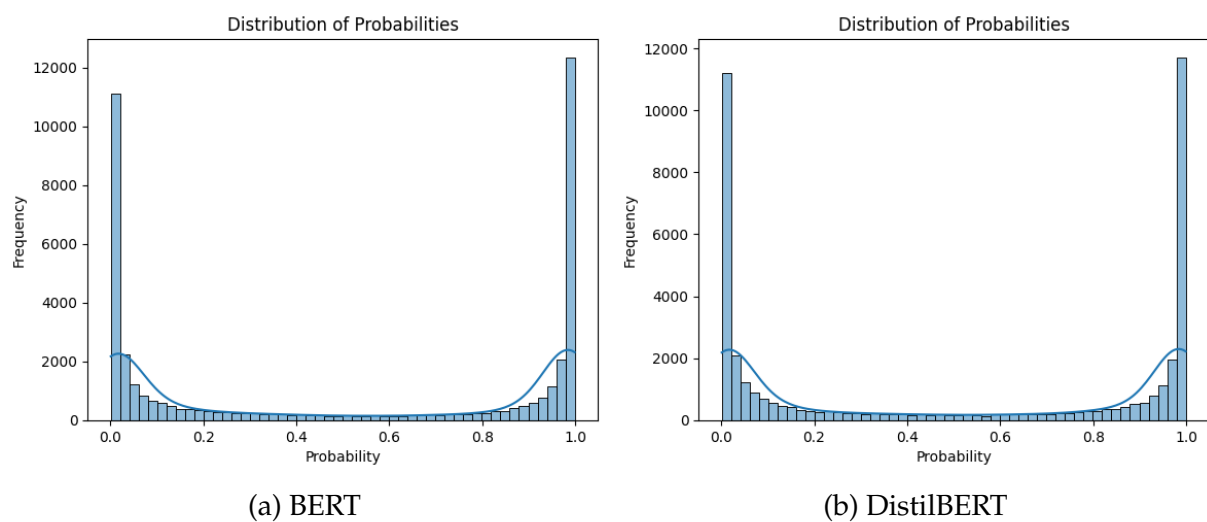 Distribution of Probabilities
12000
10000
8000
6000
4000
2000
0
Frequency
0.0 0.2 0.4 0.6 0.8 1.0
Probability
(a) BERT
Distribution of Probabilities
12000
10000
8000
6000
4000
2000
0
Frequency
0.0 0.2 0.4 0.6 0.8 1.0
Probability
(b) DistilBERT